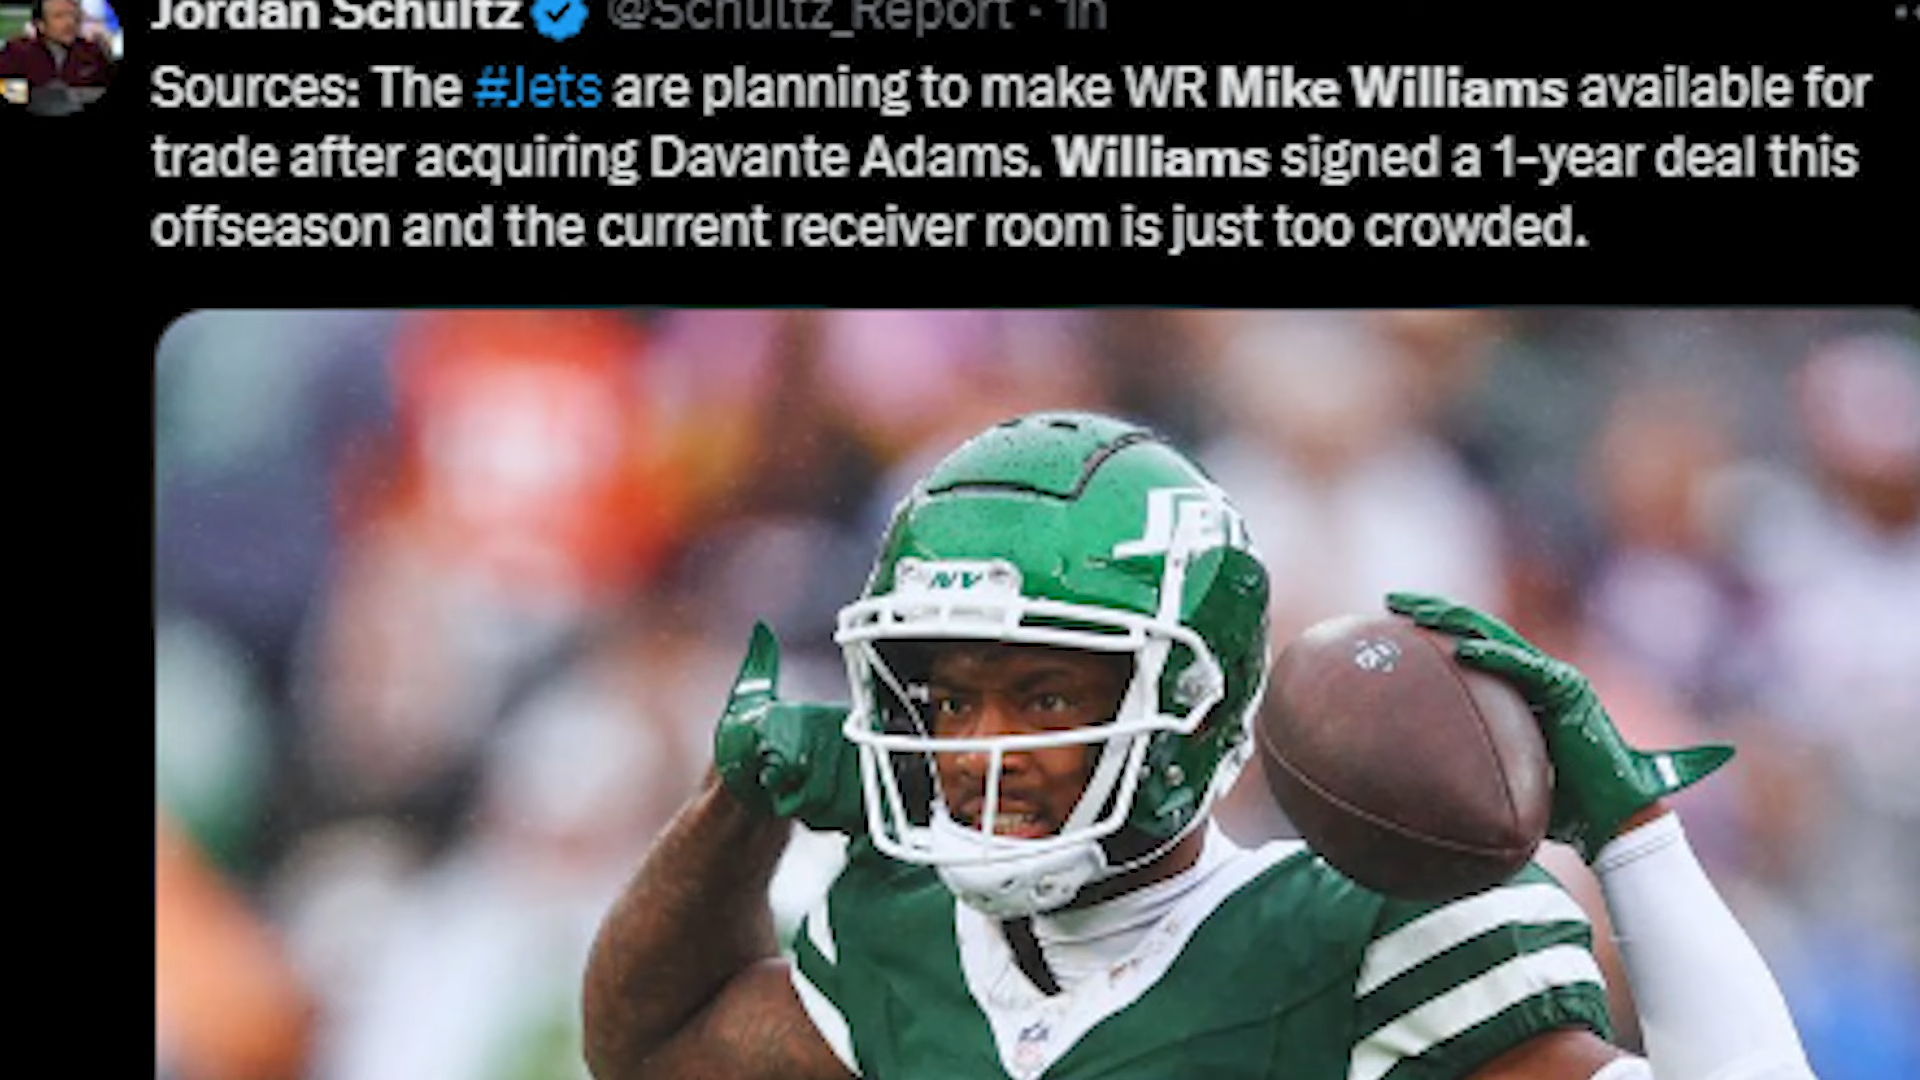 Jordan Schultz @Schultz_Report · 1h
Sources: The #Jets are planning to make WR Mike Williams available for
trade after acquiring Davante Adams. Williams signed a 1-year deal this
offseason and the current receiver room is just too crowded.
JETS
NY